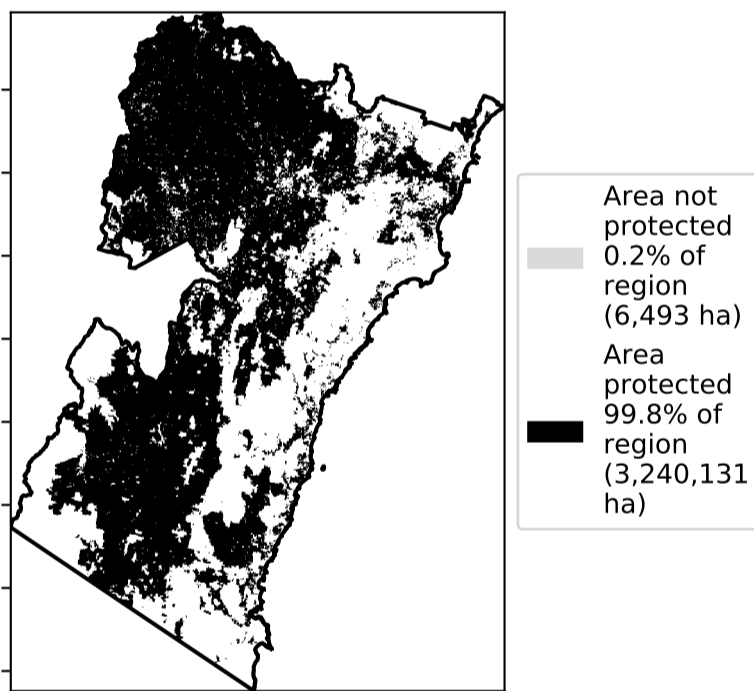 Area not
protected
0.2% of
region
(6,493 ha)
Area
protected
99.8% of
region
(3,240,131
ha)